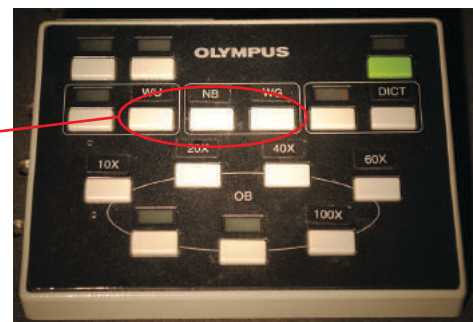 OLYMPUS
WU NB WG DICT
20X 40X
10X 60X
OB
100X